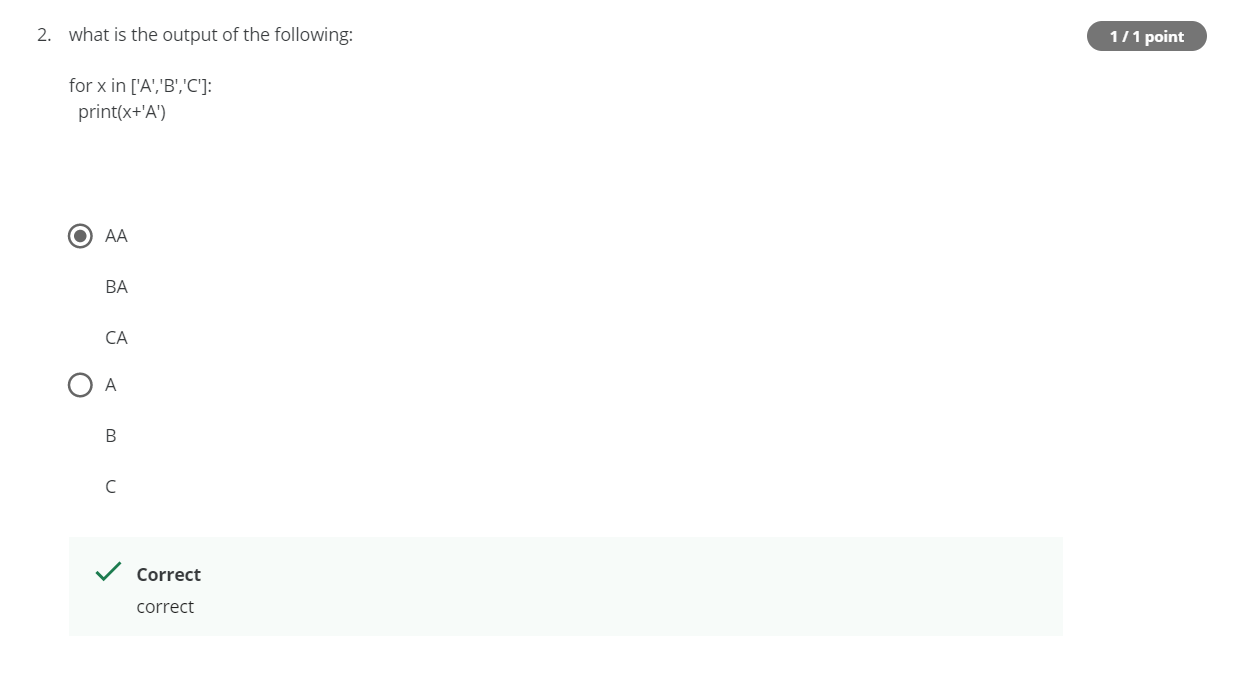 2. what is the output of the following:
1 / 1 point
for x in ['A','B','C']:
print(x+'A')
AA
BA
CA
A
B
C
Correct
correct